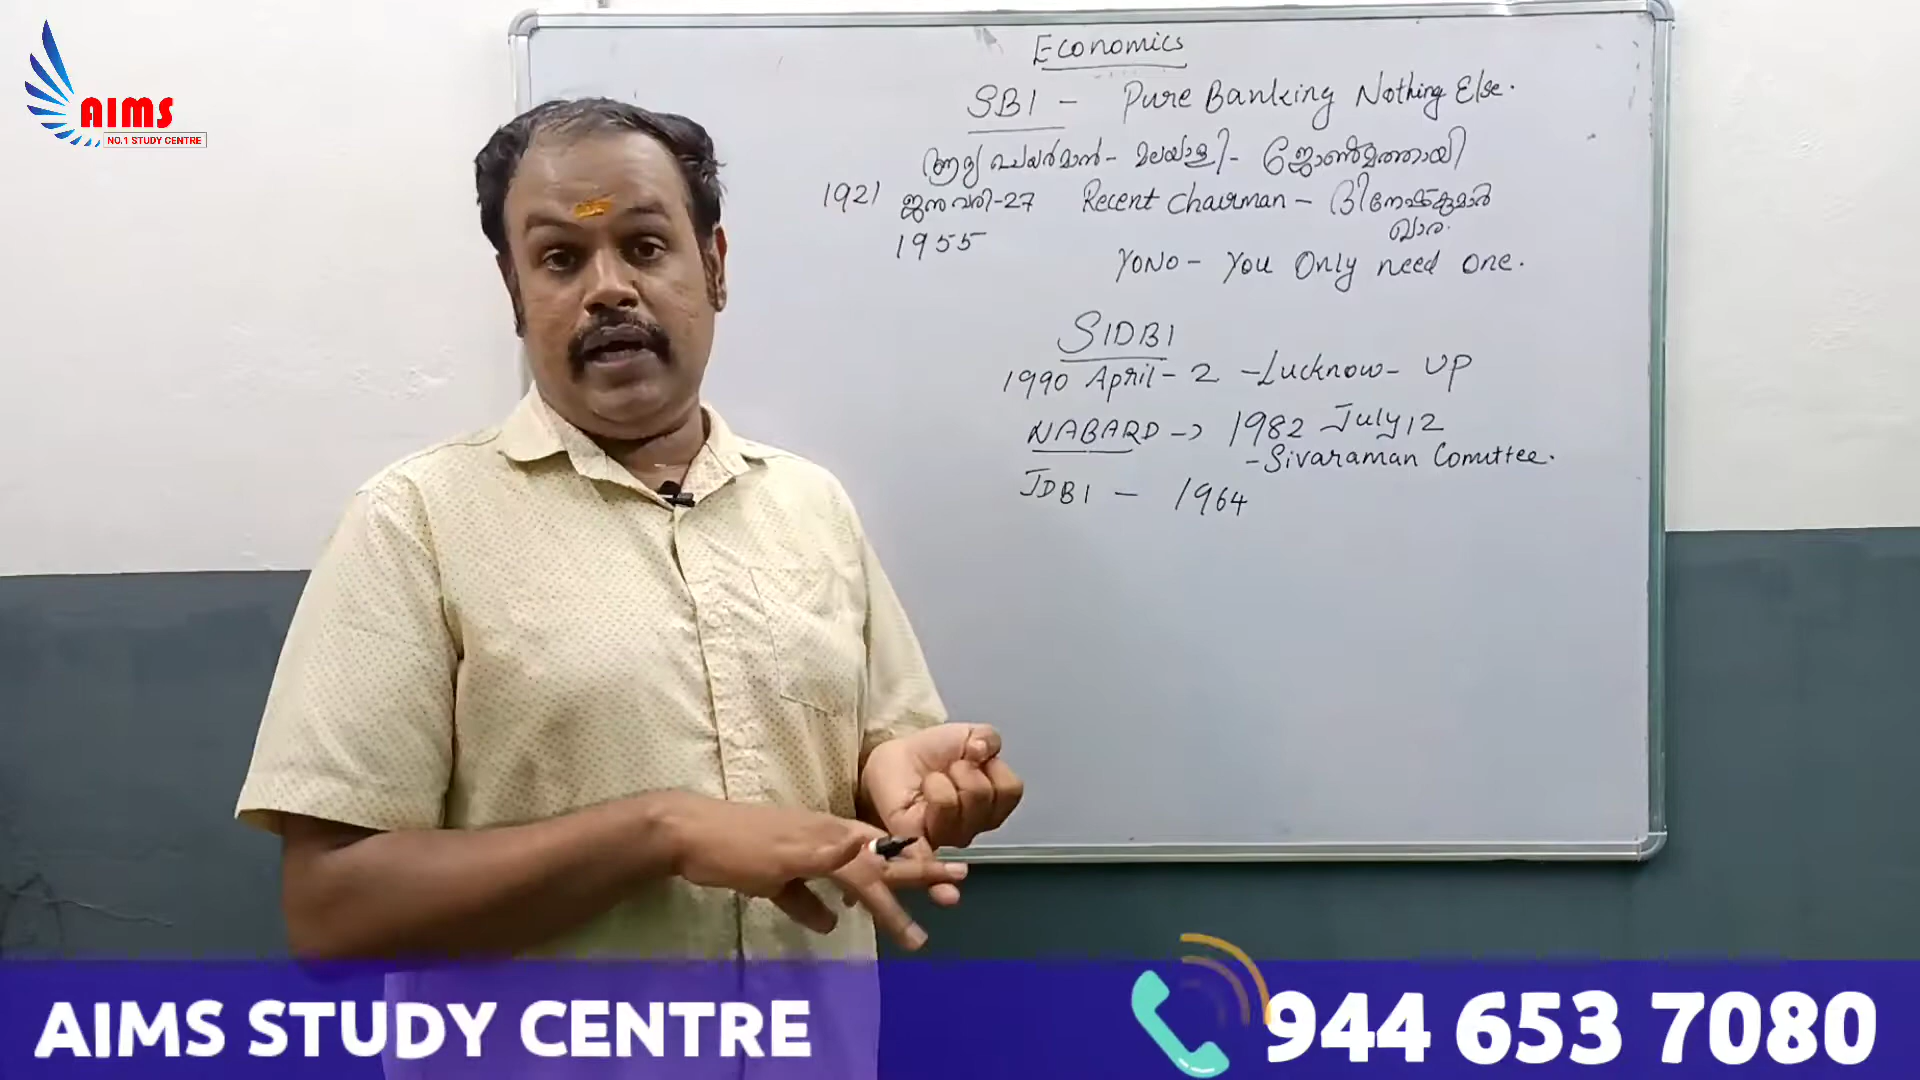 AIMS
NO.1 STUDY CENTRE
Economics
SBI - Pure Banking Nothing Else.
ആദ്യ ചെയർമാൻ - മലയാളി - ജോൺമത്തായി
1921 ജനുവരി-27 Recent Chairman - ദിനേഷ്കുമാർ
ഖാര.
1955
YONO - You Only need one.
SIDBI
1990 April - 2 - Lucknow - UP
NABARD -> 1982 July 12
- Sivaraman Comittee.
IDBI - 1964
AIMS STUDY CENTRE
944 653 7080